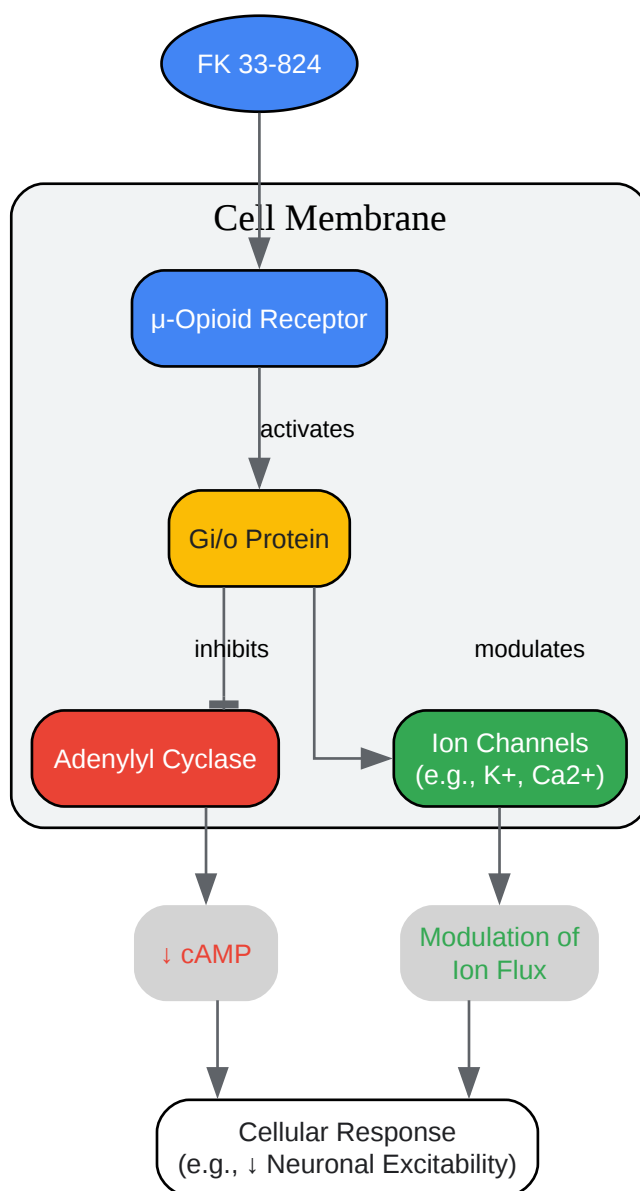 FK 33-824
Cell Membrane
μ-Opioid Receptor
activates
Gi/o Protein
inhibits
modulates
Adenylyl Cyclase
Ion Channels
(e.g., K+, Ca2+)
↓ cAMP
Modulation of
Ion Flux
Cellular Response
(e.g., ↓ Neuronal Excitability)